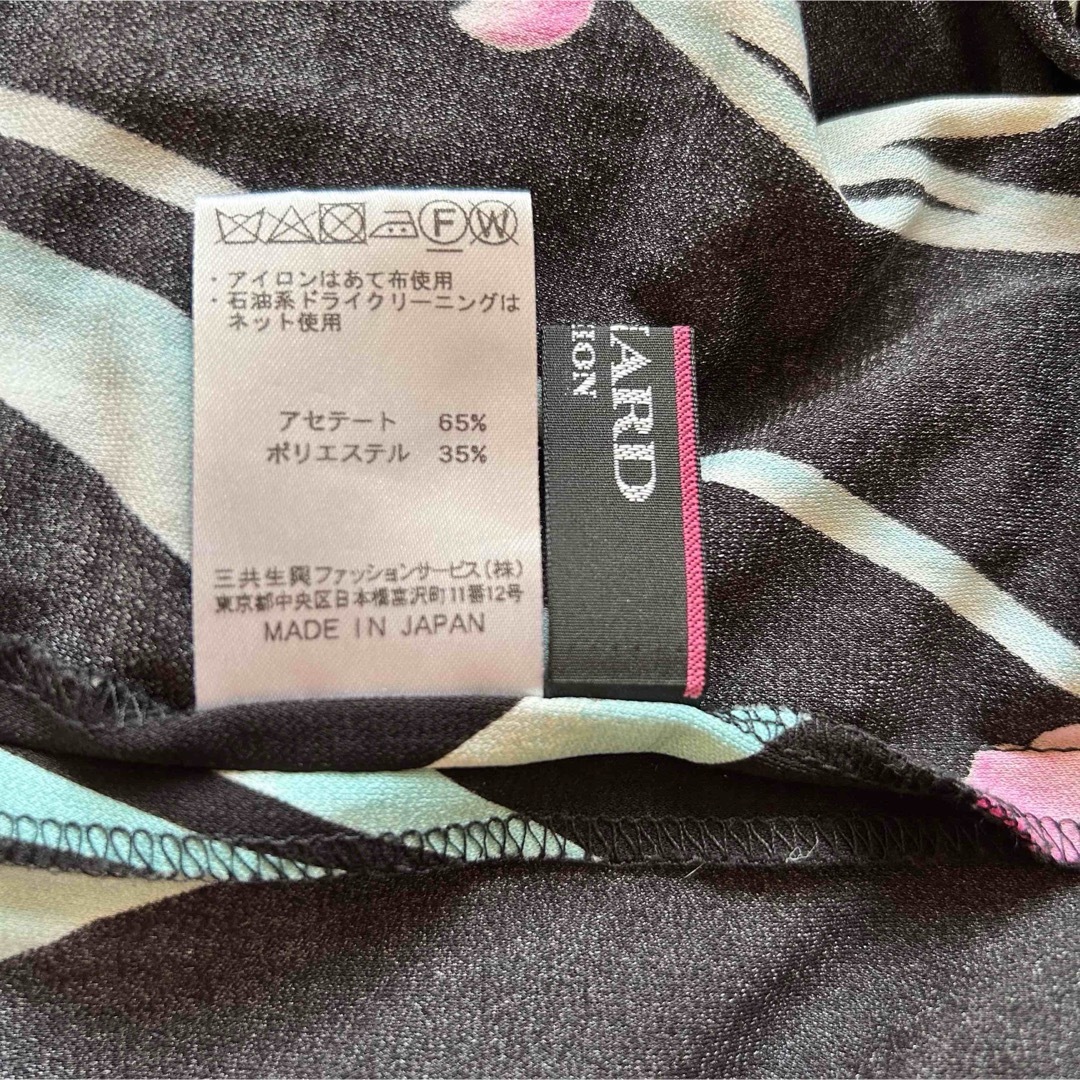 F W
・アイロンはあて布使用
・石油系ドライクリーニングは
ネット使用
アセテート 65%
ポリエステル 35%
三共生興ファッションサービス(株)
東京都中央区日本橋富沢町11番12号
MADE IN JAPAN
ARD
ION